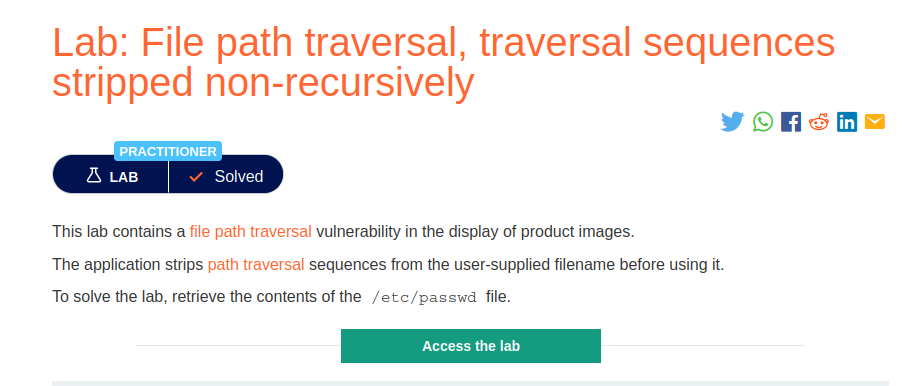 Lab: File path traversal, traversal sequences
stripped non-recursively
PRACTITIONER
LAB
Solved
This lab contains a file path traversal vulnerability in the display of product images.
The application strips path traversal sequences from the user-supplied filename before using it.
To solve the lab, retrieve the contents of the /etc/passwd file.
Access the lab